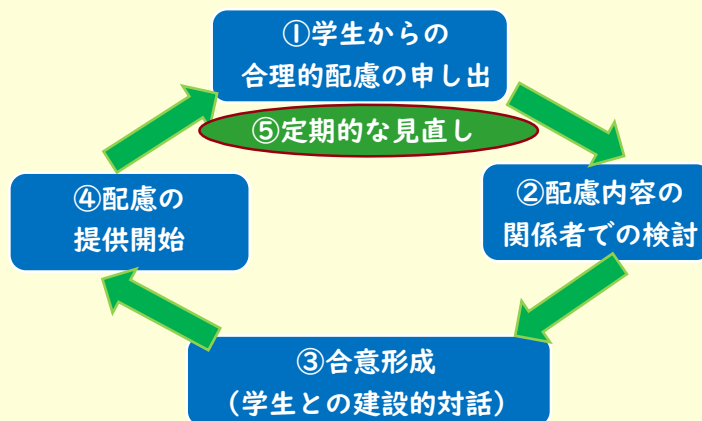 ①学生からの
合理的配慮の申し出
⑤定期的な見直し
②配慮内容の
関係者での検討
③合意形成
（学生との建設的対話）
④配慮の
提供開始